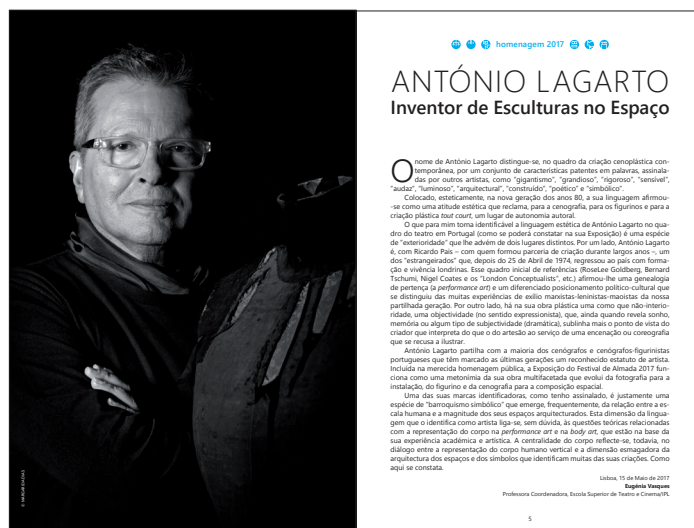 homenagem 2017
ANTÓNIO LAGARTO
Inventor de Esculturas no Espaço
O nome de António Lagarto distingue-se, no quadro da criação cenoplástica con-
temporânea, por um conjunto de características patentes em palavras, assinala-
das por outros artistas, como "gigantismo", "grandioso", "rigoroso", "sensível",
"audaz", "luminoso", "arquitectural", "construído", "poético" e "simbólico".
Colocado, esteticamente, na nova geração dos anos 80, a sua linguagem afirmou-
-se como uma atitude estética que reclama, para a cenografia, para os figurinos e para a
criação plástica tout court, um lugar de autonomia autoral.
O que para mim torna identificável a linguagem estética de António Lagarto no qua-
dro do teatro em Portugal (como se poderá constatar na sua Exposição) é uma espécie
de "exterioridade" que lhe advém de dois lugares distintos. Por um lado, António Lagarto
é, com Ricardo Pais – com quem formou parceria de criação durante largos anos –, um
dos "estrangeirados" que, depois do 25 de Abril de 1974, regressou ao país com forma-
ção e vivência londrinas. Esse quadro inicial de referências (RoseLee Goldberg, Bernard
Tschumi, Nigel Coates e os "London Conceptualists", etc.) afirmou-lhe uma genealogia
de pertença (a performance art) e um diferenciado posicionamento político-cultural que
se distinguiu das muitas experiências de exílio manxistas-leninistas-maoistas da nossa
partilhada geração. Por outro lado, há na sua obra plástica uma como que não-interio-
ridade, uma objectividade (no sentido expressionista), que, ainda quando revela sonho,
memória ou algum tipo de subjectividade (dramática), sublinha mais o ponto de vista do
criador que interpreta do que o do artesão ao serviço de uma encenação ou coreografia
que se recusa a ilustrar.
António Lagarto partilha com a maioria dos cenógrafos e cenógrafos-figurinistas
portugueses que têm marcado as últimas gerações um reconhecido estatuto de artista.
Incluída na merecida homenagem pública, a Exposição do Festival de Almada 2017 fun-
ciona como uma metonímia da sua obra multifacetada que evolui da fotografia para a
instalação, do figurino e da cenografia para a composição espacial.
Uma das suas marcas identificadoras, como tenho assinalado, é justamente uma
espécie de "barroquismo simbólico" que emerge, frequentemente, da relação entre a es-
cala humana e a magnitude dos seus espaços arquitecturados. Esta dimensão da lingua-
gem que o identifica como artista liga-se, sem dúvida, às questões teóricas relacionadas
com a representação do corpo na performance art e na body art, que estão na base da
sua experiência académica e artística. A centralidade do corpo reflecte-se, todavia, no
diálogo entre a representação do corpo humano vertical e a dimensão esmagadora da
arquitectura dos espaços e dos símbolos que identificam muitas das suas criações. Como
aqui se constata.
Lisboa, 15 de Maio de 2017
Eugénia Vasques
Professora Coordenadora, Escola Superior de Teatro e Cinema/IPL
5